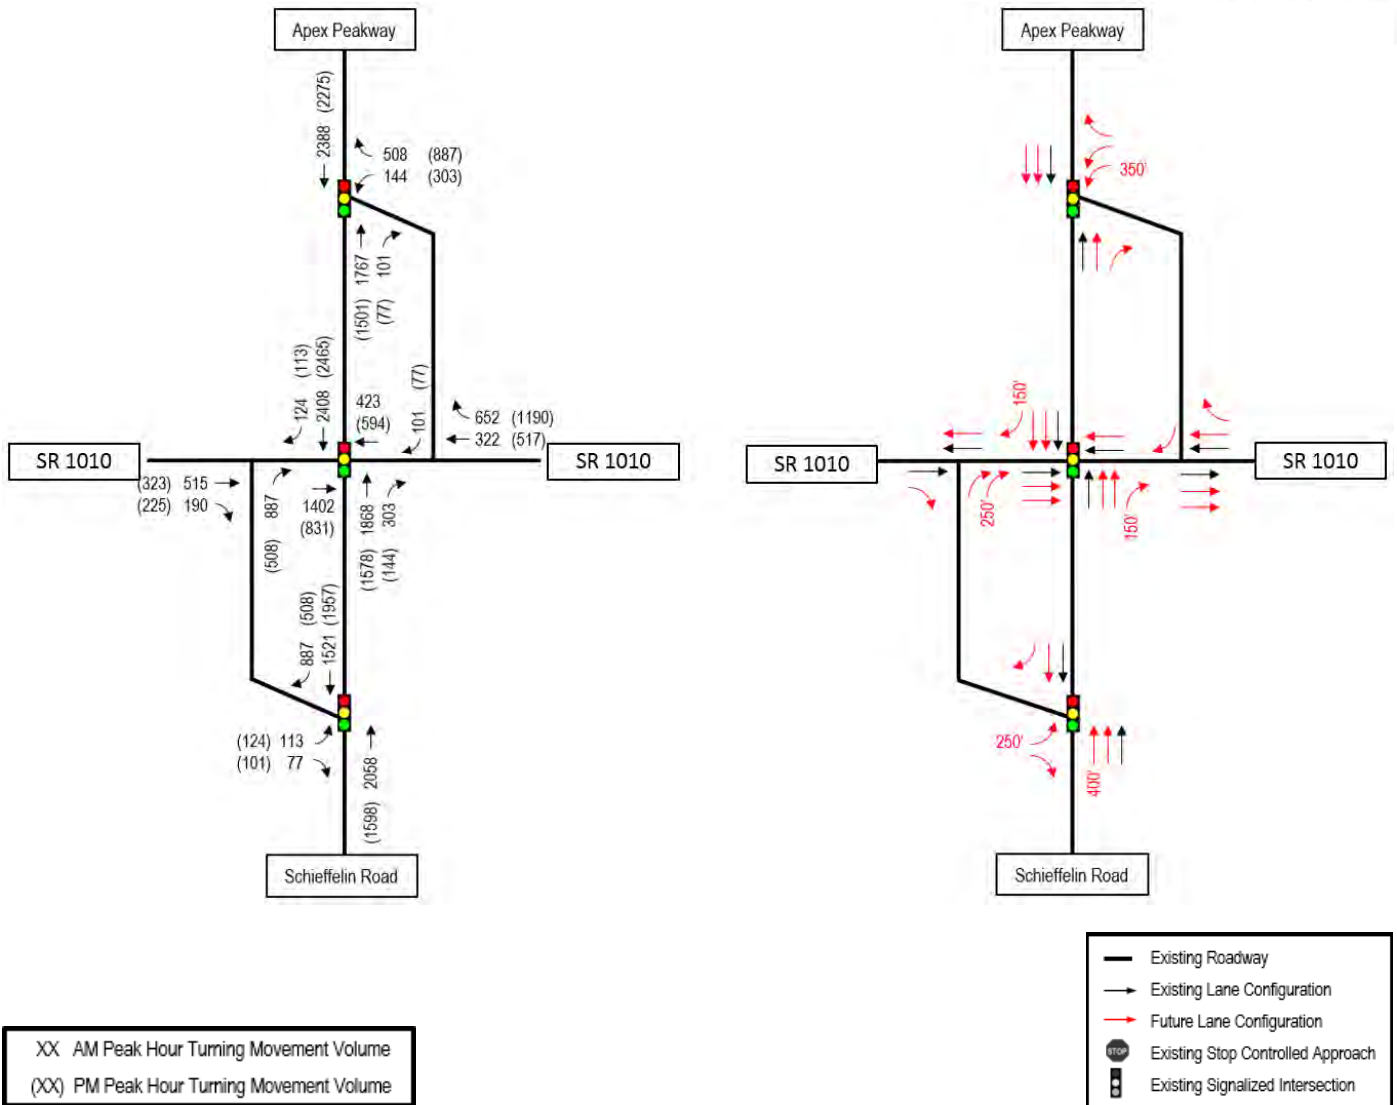 Apex Peakway
2388 (2275)
508 (887)
144 (303)
(1501) 1767
(77) 101
124 (113)
2408 (2465)
423
(594)
101 (77)
652 (1190)
322 (517)
SR 1010
SR 1010
(323) 515
(225) 190
(508) 887
1402
(831)
(1578) 1868
(144) 303
887 (508)
1521 (1957)
(124) 113
(101) 77
(1598) 2058
Schieffelin Road
XX AM Peak Hour Turning Movement Volume
(XX) PM Peak Hour Turning Movement Volume
Apex Peakway
350'
150'
SR 1010
SR 1010
250'
150'
250'
400'
Schieffelin Road
Existing Roadway
Existing Lane Configuration
Future Lane Configuration
STOP Existing Stop Controlled Approach
Existing Signalized Intersection